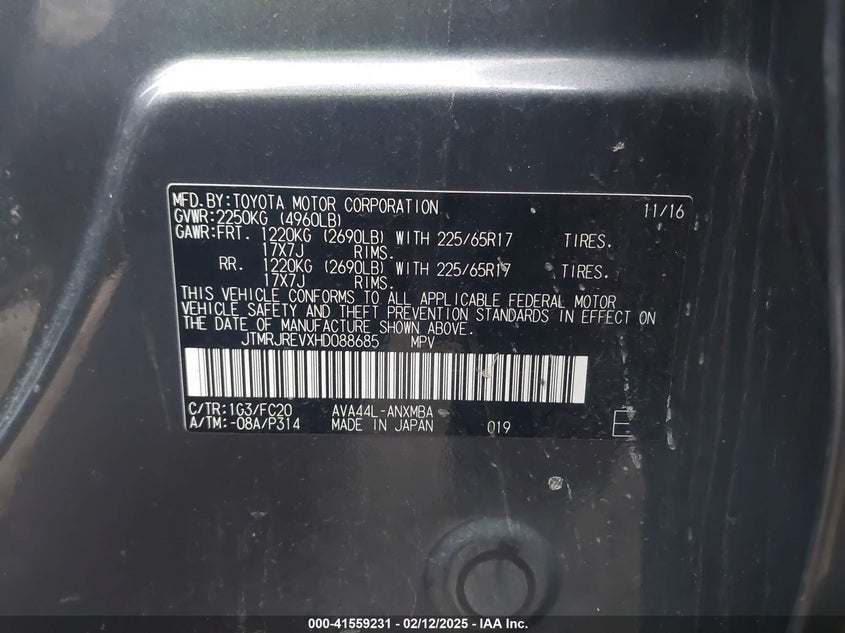 MFD.BY:TOYOTA MOTOR CORPORATION 11/16
GVWR:2250KG (4960LB)
GAWR:FRT. 1220KG (2690LB) WITH 225/65R17 TIRES.
17X7J RIMS.
RR. 1220KG (2690LB) WITH 225/65R17 TIRES.
17X7J RIMS.
THIS VEHICLE CONFORMS TO ALL APPLICABLE FEDERAL MOTOR
VEHICLE SAFETY AND THEFT PREVENTION STANDARDS IN EFFECT ON
THE DATE OF MANUFACTURE SHOWN ABOVE.
JTMRJREVXHD088685 MPV
C/TR:1G3/FC20 AVA44L-ANXMBA
A/TM:-08A/P314 MADE IN JAPAN 019 E
000-41559231 - 02/12/2025 - IAA Inc.